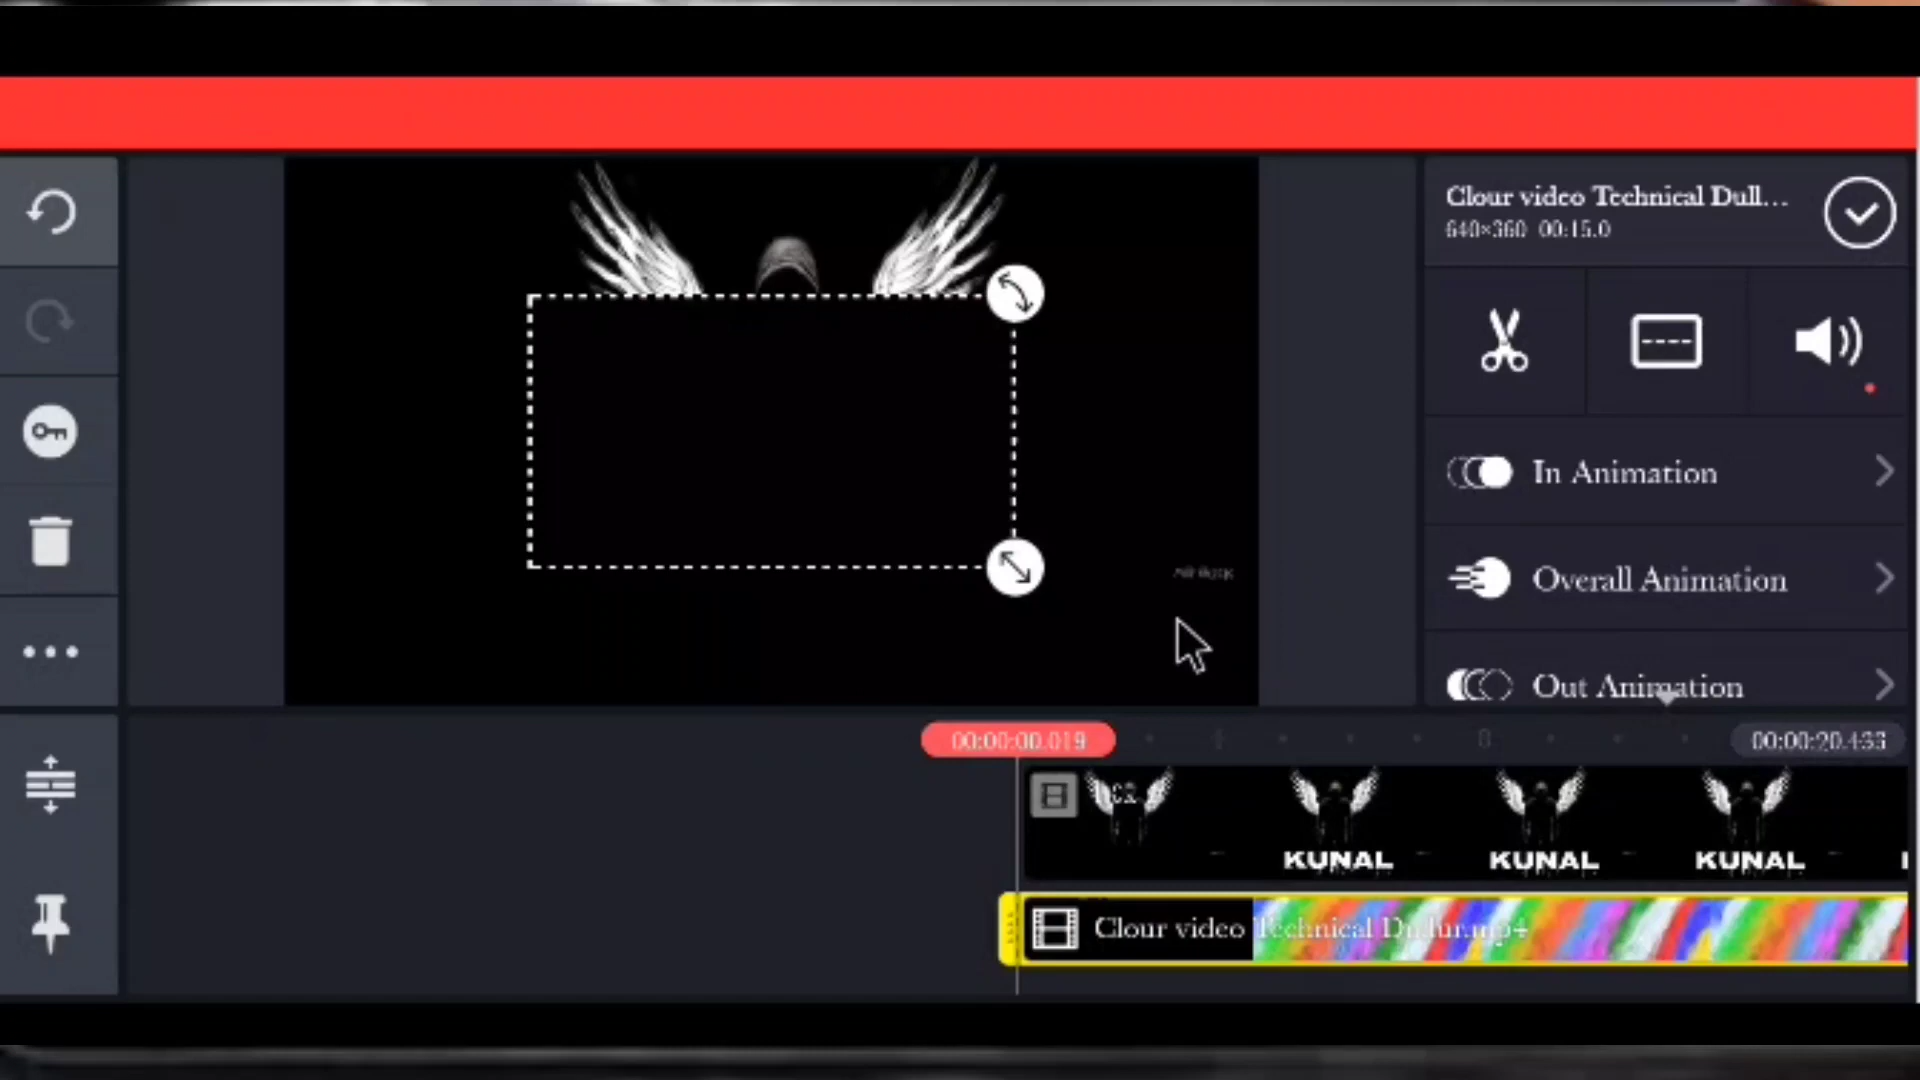 Clour video Technical Dull...
640×360 00:15.0
In Animation
Overall Animation
Out Animation
00:00:00.019
00:00:20.433
KUNAL KUNAL KUNAL
Clour video Technical Dullur.mp4